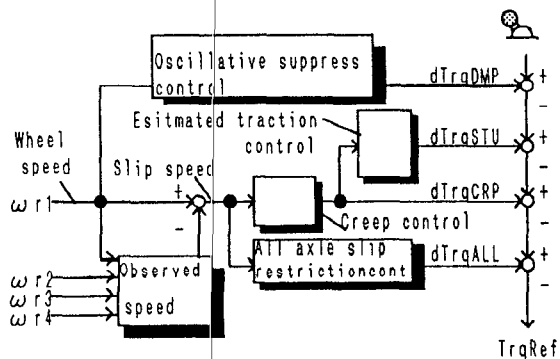 Oscillative suppress
control
dTrqDMP
+
−
Esitmated traction
control
dTrqSTU
+
−
Wheel
speed
Slip speed
+
−
ωr1
dTrqCRP
+
−
Creep control
All axle slip
restrictioncont
dTrqALL
+
−
Observed
speed
ωr2
ωr3
ωr4
TrqRef